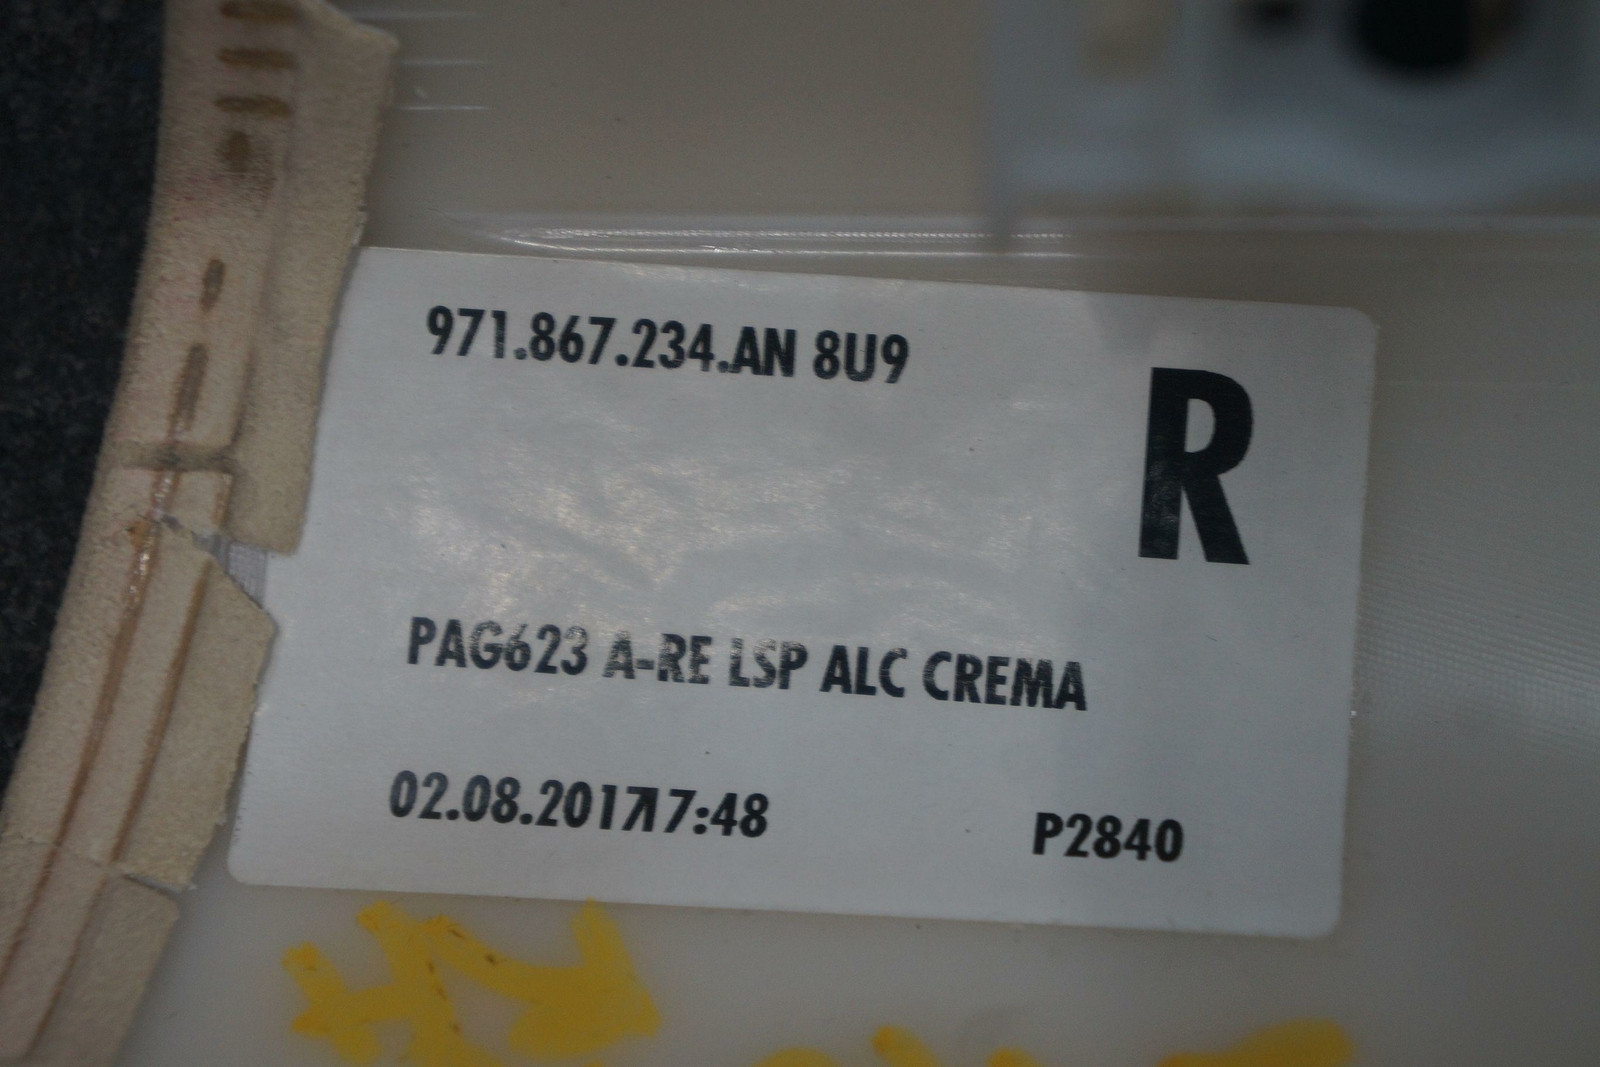 971.867.234.AN 8U9
R
PAG623 A-RE LSP ALC CREMA
02.08.201717:48
P2840